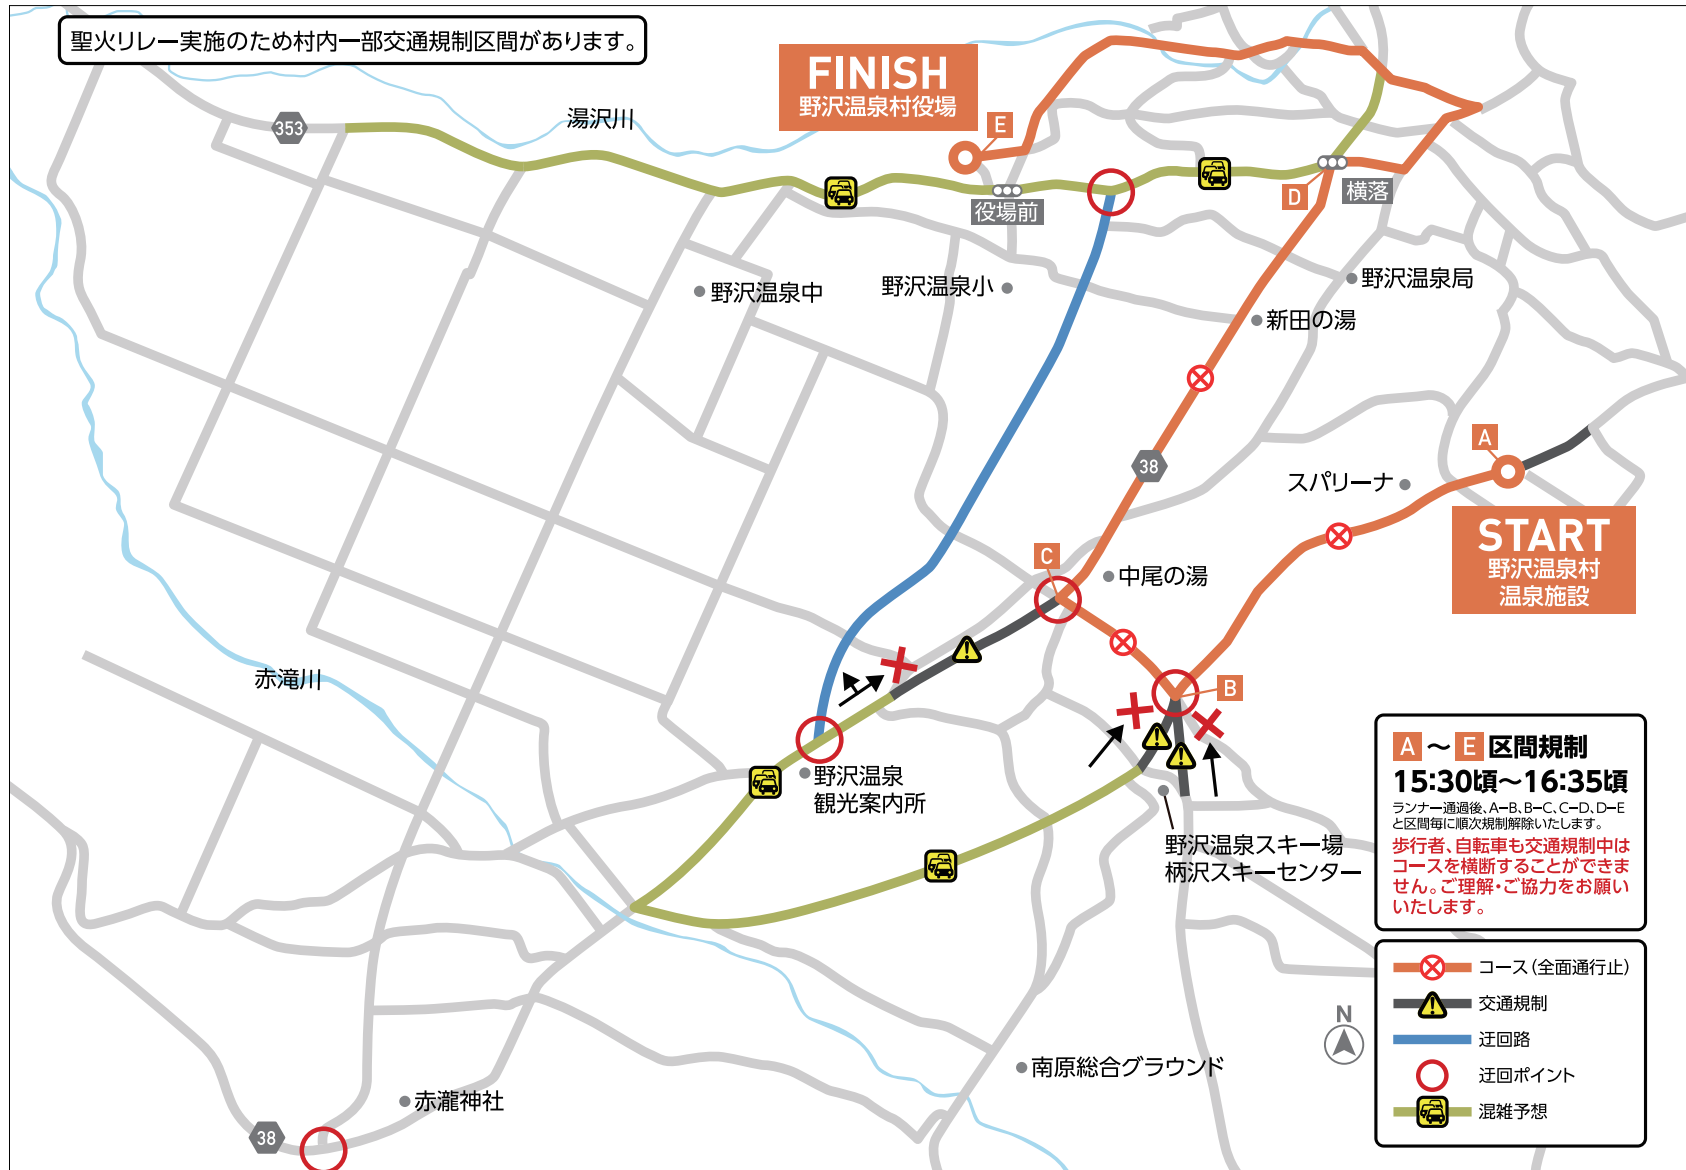 聖火リレー実施のため村内一部交通規制区間があります。
FINISH
野沢温泉村役場
E
353
湯沢川
役場前
D
横落
野沢温泉中
野沢温泉小
野沢温泉局
新田の湯
38
A
スパリーナ
START
野沢温泉村
温泉施設
C
中尾の湯
B
赤滝川
野沢温泉
観光案内所
野沢温泉スキー場
柄沢スキーセンター
A ～ E 区間規制
15:30頃～16:35頃
ランナー通過後、A−B、B−C、C−D、D−E
と区間毎に順次規制解除いたします。
歩行者、自転車も交通規制中は
コースを横断することができま
せん。ご理解・ご協力をお願い
いたします。
コース（全面通行止）
交通規制
迂回路
迂回ポイント
混雑予想
N
南原総合グラウンド
赤瀧神社
38